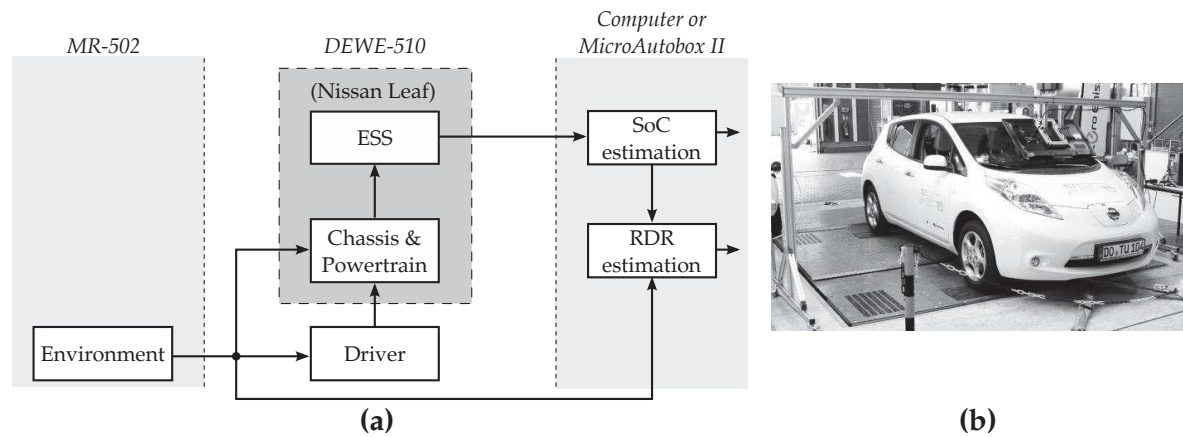 MR-502
DEWE-510
Computer or
MicroAutobox II
(Nissan Leaf)
ESS
SoC
estimation
Chassis &
Powertrain
RDR
estimation
Environment
Driver
(a)
DO TU 104
(b)